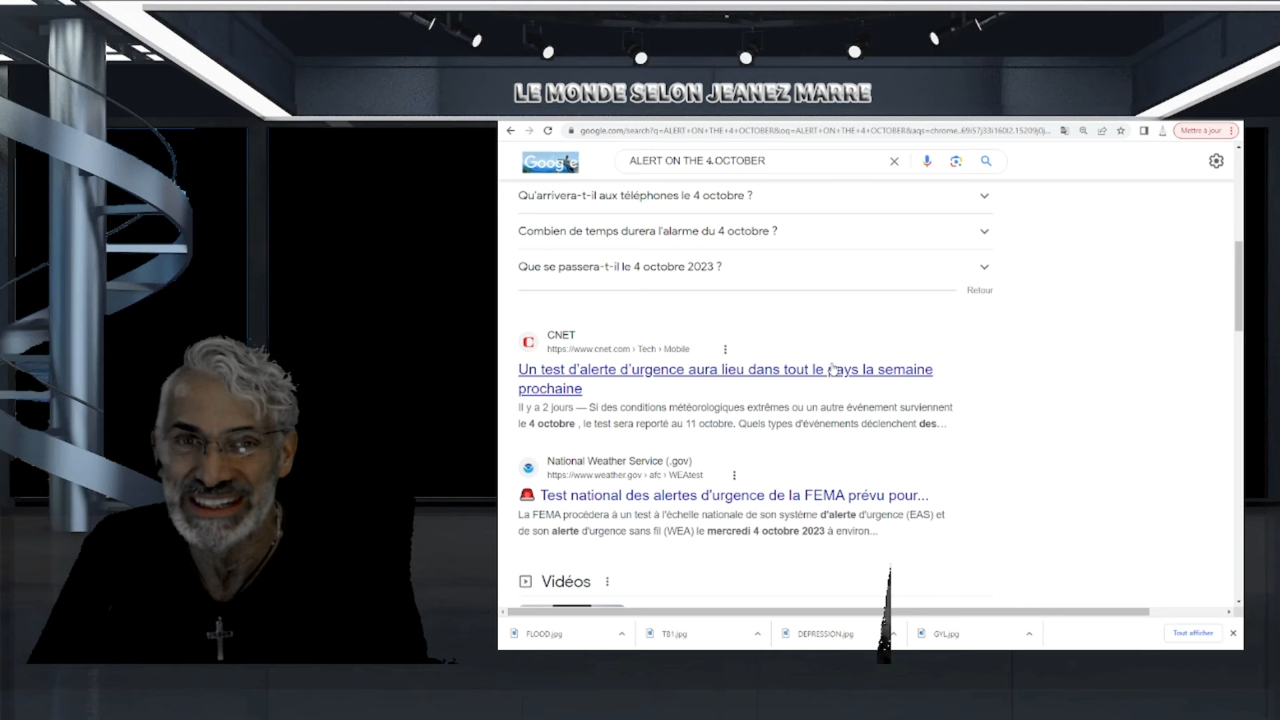 LE MONDE SELON JEANEZ MARRE
Mettre à jour
Google
ALERT ON THE 4 OCTOBER
Qu'arrivera-t-il aux téléphones le 4 octobre ?
Combien de temps durera l'alarme du 4 octobre ?
Que se passera-t-il le 4 octobre 2023 ?
Retour
CNET
https://www.cnet.com › Tech › Mobile
Un test d'alerte d'urgence aura lieu dans tout le pays la semaine
prochaine
Il y a 2 jours — Si des conditions météorologiques extrêmes ou un autre événement surviennent
le 4 octobre , le test sera reporté au 11 octobre. Quels types d'événements déclenchent des...
National Weather Service (.gov)
https://www.weather.gov › afc › WEAtest
Test national des alertes d'urgence de la FEMA prévu pour...
La FEMA procédera à un test à l'échelle nationale de son système d'alerte d'urgence (EAS) et
de son alerte d'urgence sans fil (WEA) le mercredi 4 octobre 2023 à environ...
Vidéos
FLOOD.jpg
TB1.jpg
DEPRESSION.jpg
GYL.jpg
Tout afficher